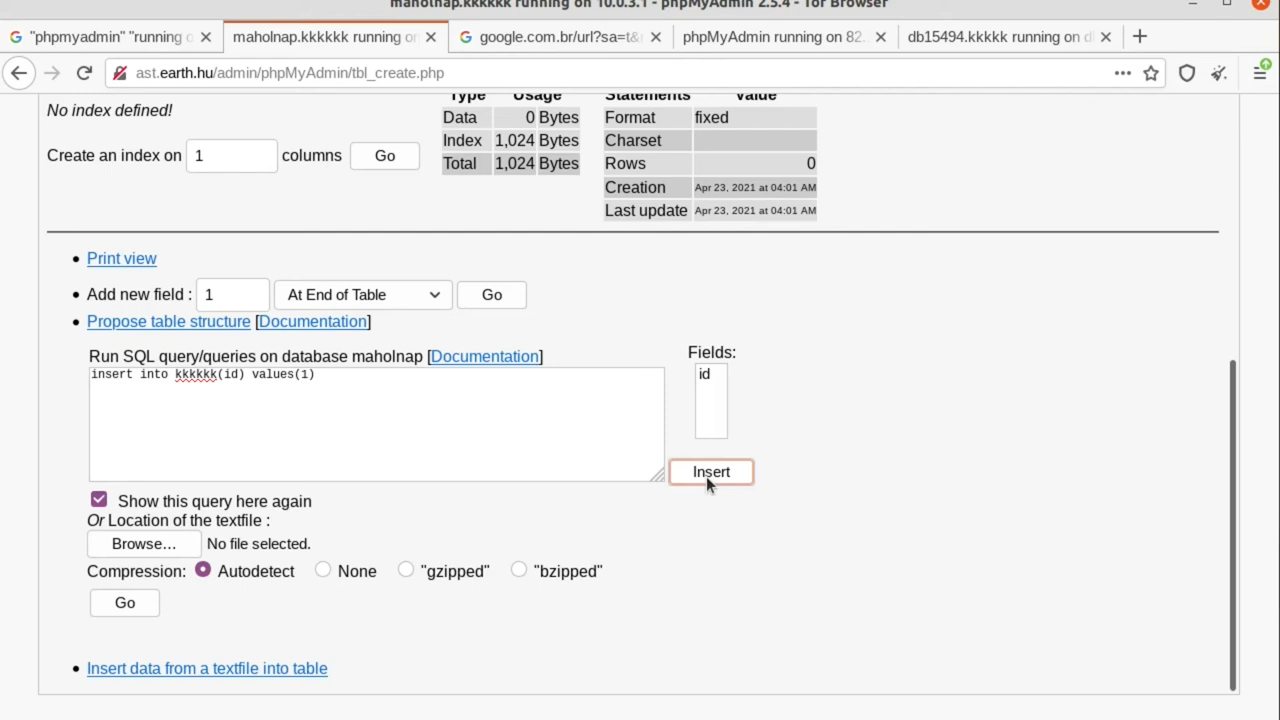 maholnap.kkkkkk running on 10.0.3.1 - phpMyAdmin 2.5.4 - Tor Browser
"phpmyadmin" "running o
maholnap.kkkkkk running on
google.com.br/url?sa=t&
phpMyAdmin running on 82.
db15494.kkkkk running on d
ast.earth.hu/admin/phpMyAdmin/tbl_create.php
No index defined!
Create an index on 1 columns Go
Type Usage
Data 0 Bytes
Index 1,024 Bytes
Total 1,024 Bytes
Statements Value
Format fixed
Charset
Rows 0
Creation Apr 23, 2021 at 04:01 AM
Last update Apr 23, 2021 at 04:01 AM
Print view
Add new field : 1 At End of Table Go
Propose table structure [Documentation]
Run SQL query/queries on database maholnap [Documentation]
insert into kkkkkk(id) values(1)
Fields:
id
Insert
Show this query here again
Or Location of the textfile :
Browse... No file selected.
Compression: Autodetect None "gzipped" "bzipped"
Go
Insert data from a textfile into table